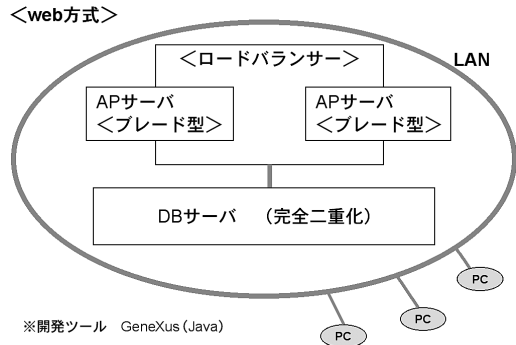 ＜web方式＞
＜ロードバランサー＞
LAN
APサーバ
＜ブレード型＞
APサーバ
＜ブレード型＞
DBサーバ　（完全二重化）
PC
PC
PC
※開発ツール　GeneXus（Java）